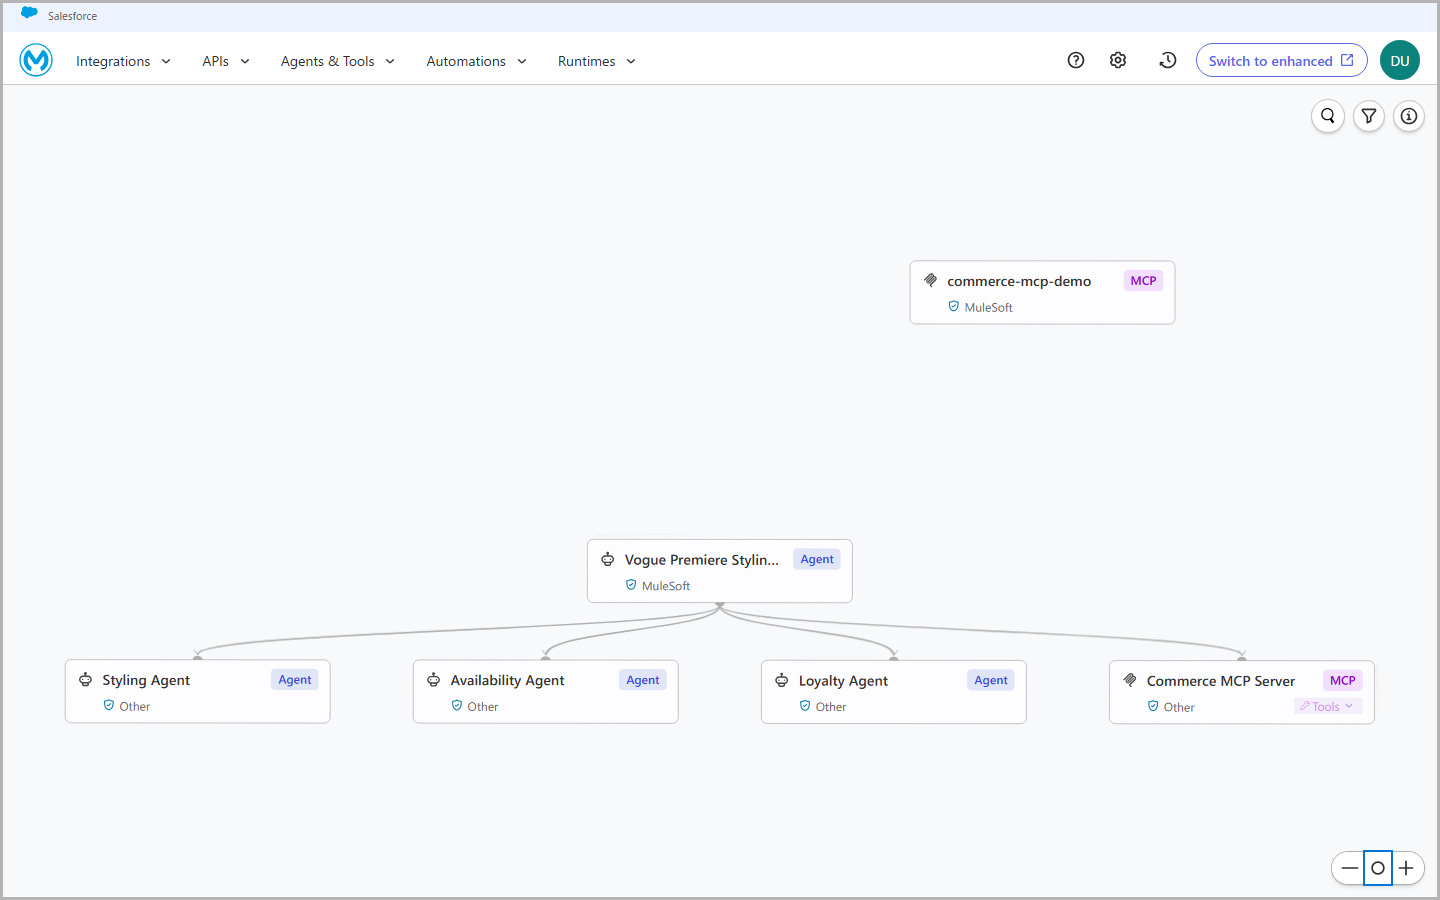 Salesforce
Integrations APIs Agents & Tools Automations Runtimes Switch to enhanced DU
commerce-mcp-demo MCP
MuleSoft
Vogue Premiere Stylin... Agent
MuleSoft
Styling Agent Agent
Other
Availability Agent Agent
Other
Loyalty Agent Agent
Other
Commerce MCP Server MCP
Other Tools